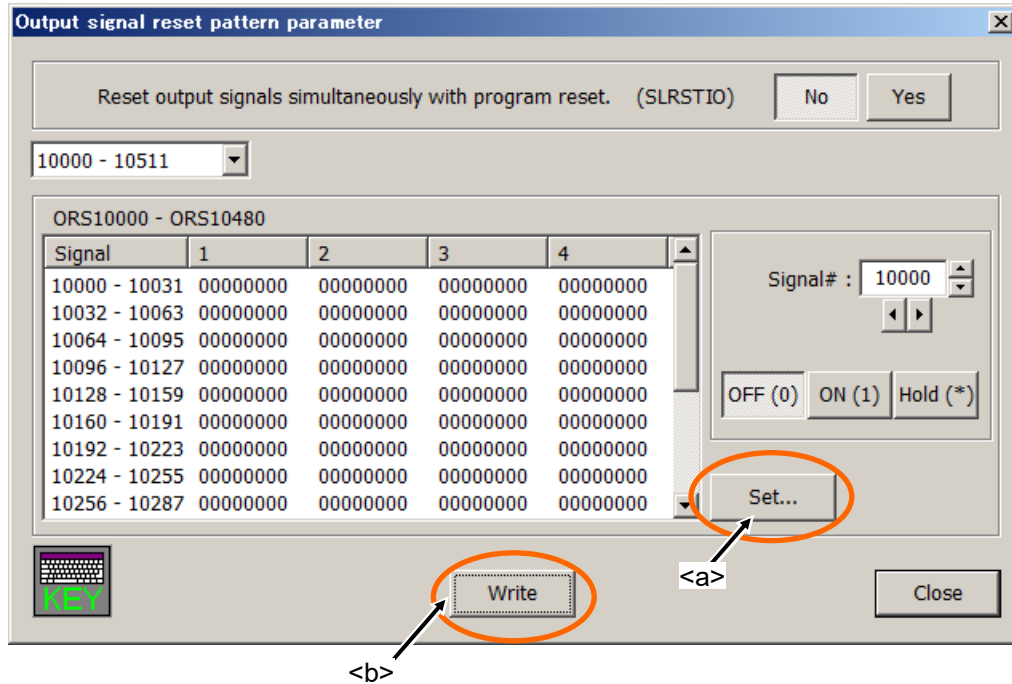 Output signal reset pattern parameter
Reset output signals simultaneously with program reset. (SLRSTIO) No Yes
10000 - 10511
ORS10000 - ORS10480
Signal 1 2 3 4
10000 - 10031 00000000 00000000 00000000 00000000
10032 - 10063 00000000 00000000 00000000 00000000
10064 - 10095 00000000 00000000 00000000 00000000
10096 - 10127 00000000 00000000 00000000 00000000
10128 - 10159 00000000 00000000 00000000 00000000
10160 - 10191 00000000 00000000 00000000 00000000
10192 - 10223 00000000 00000000 00000000 00000000
10224 - 10255 00000000 00000000 00000000 00000000
10256 - 10287 00000000 00000000 00000000 00000000
Signal# : 10000
OFF (0) ON (1) Hold (*)
Set...
<a>
KEY
Write
Close
<b>